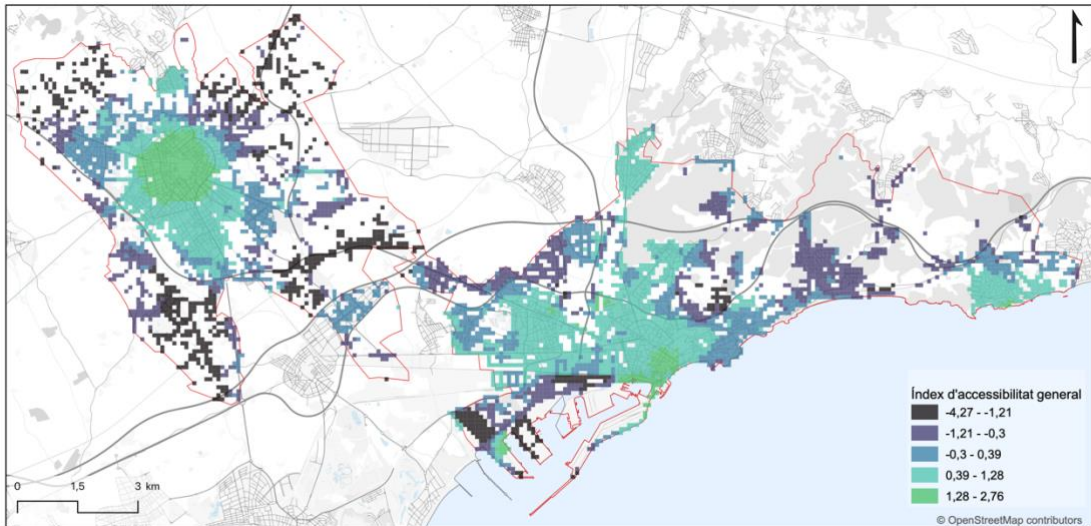 Índex d'accessibilitat general
-4,27 - -1,21
-1,21 - -0,3
-0,3 - 0,39
0,39 - 1,28
1,28 - 2,76
0 1,5 3 km
© OpenStreetMap contributors